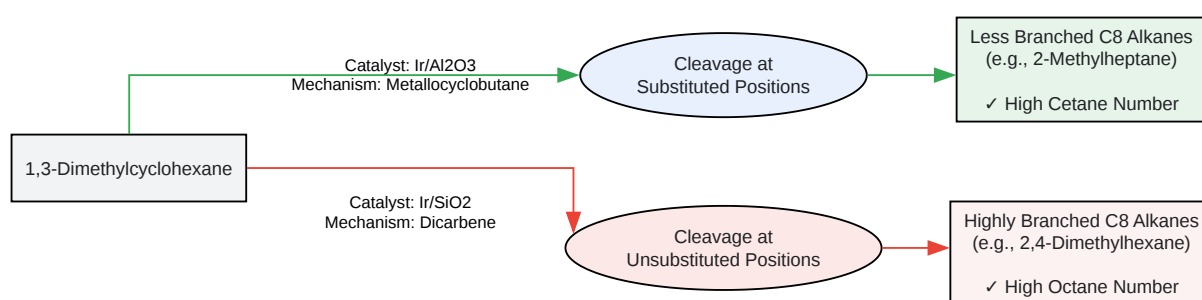 1,3-Dimethylcyclohexane
Catalyst: Ir/Al2O3
Mechanism: Metallocyclobutane
Cleavage at
Substituted Positions
Less Branched C8 Alkanes
(e.g., 2-Methylheptane)
✓ High Cetane Number
Catalyst: Ir/SiO2
Mechanism: Dicarbene
Cleavage at
Unsubstituted Positions
Highly Branched C8 Alkanes
(e.g., 2,4-Dimethylhexane)
✓ High Octane Number